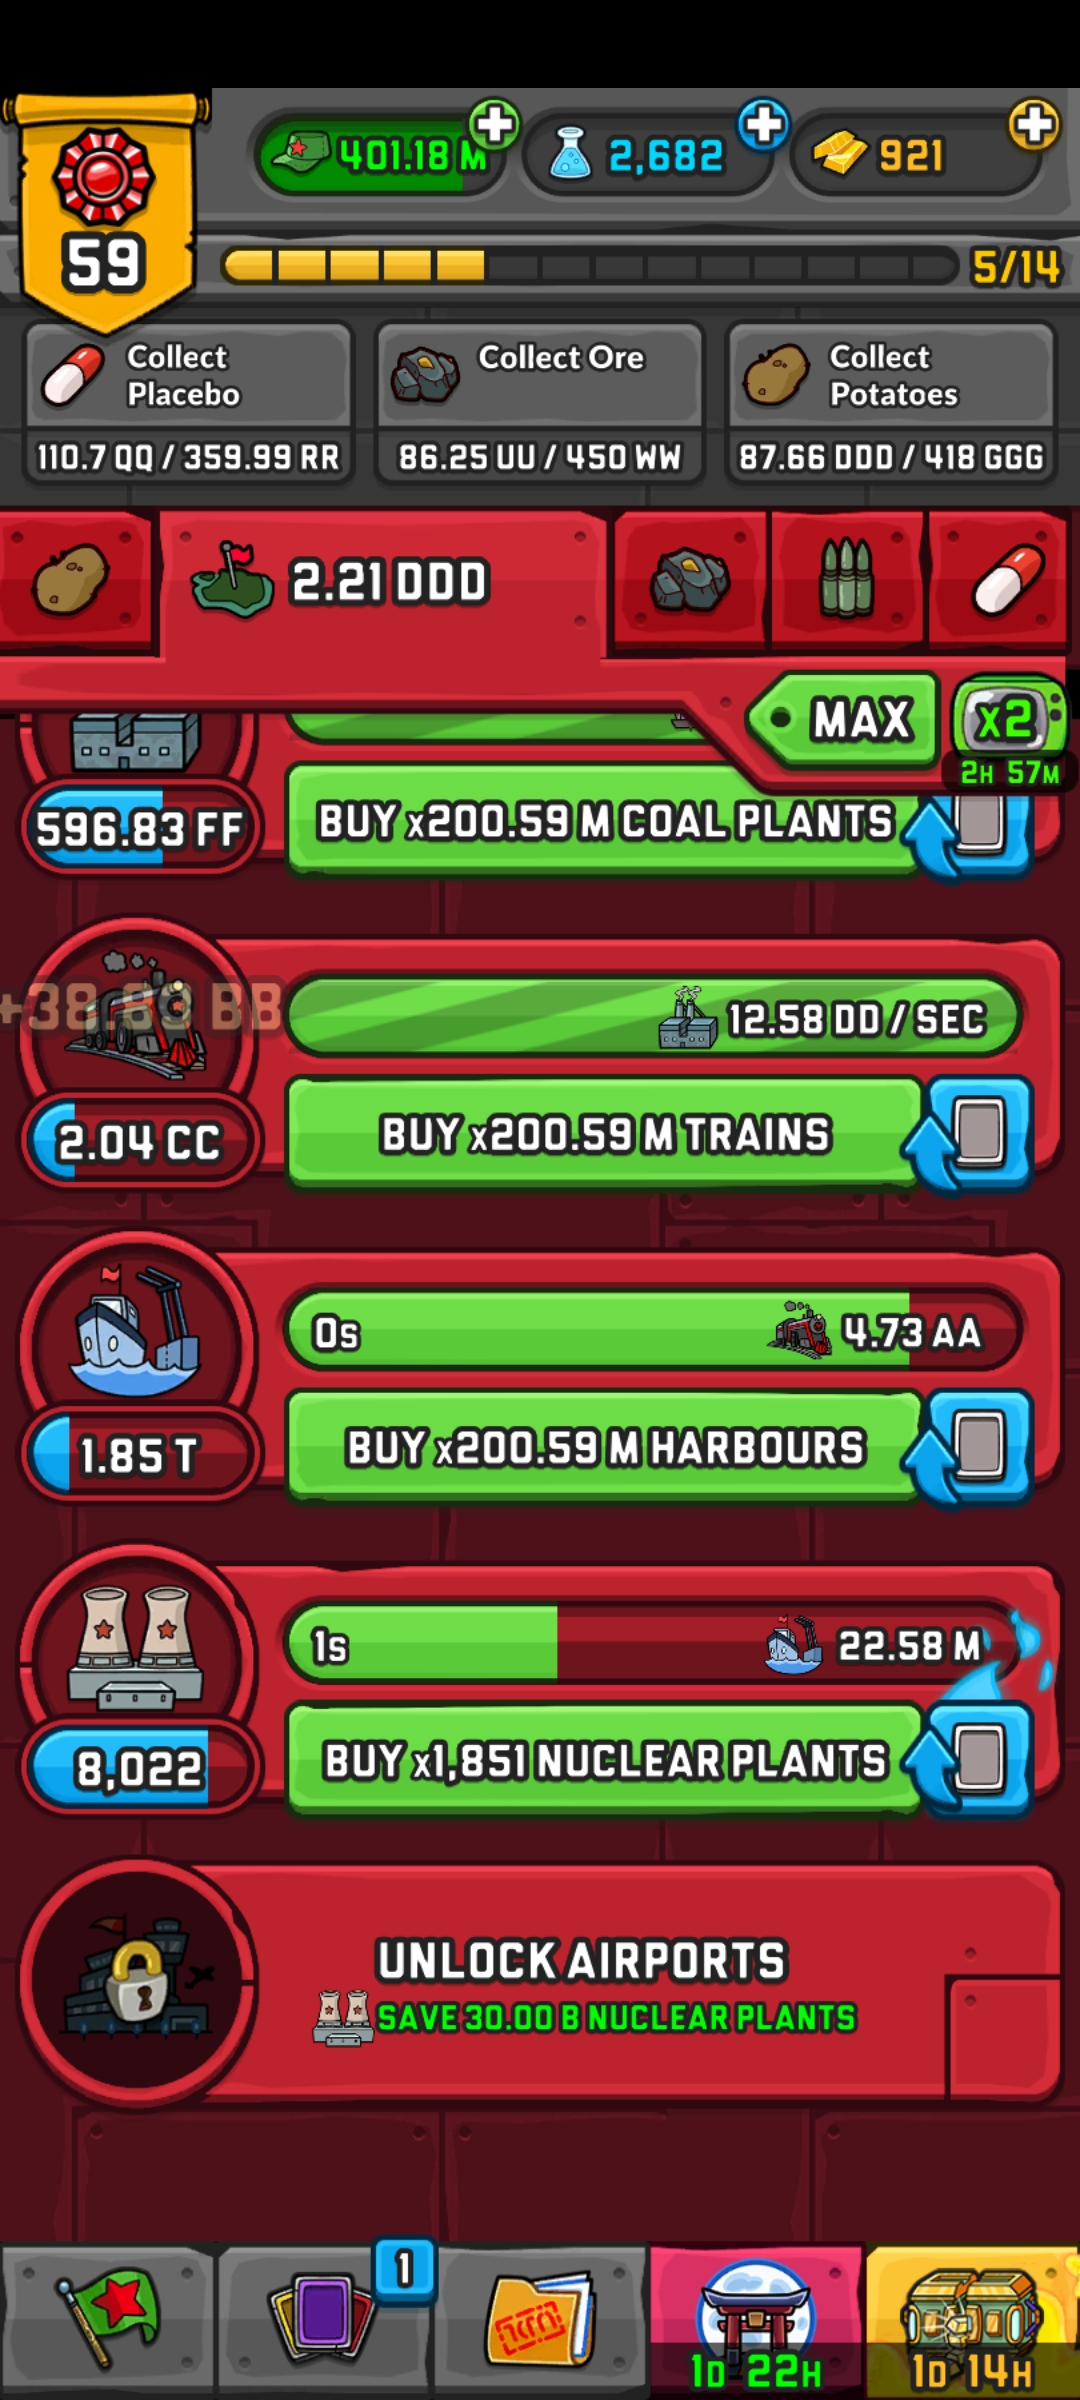 401.18 M
2,682
921
59
5/14
Collect Placebo
110.7 QQ / 359.99 RR
Collect Ore
86.25 UU / 450 WW
Collect Potatoes
87.66 DDD / 418 GGG
2.21 DDD
MAX
x2
2H 57M
596.83 FF
BUY x200.59 M COAL PLANTS
+38.89 BB
12.58 DD / SEC
2.04 CC
BUY x200.59 M TRAINS
0s
4.73 AA
1.85 T
BUY x200.59 M HARBOURS
1s
22.58 M
8,022
BUY x1,851 NUCLEAR PLANTS
UNLOCK AIRPORTS
SAVE 30.00 B NUCLEAR PLANTS
1
1D 22H
1D 14H